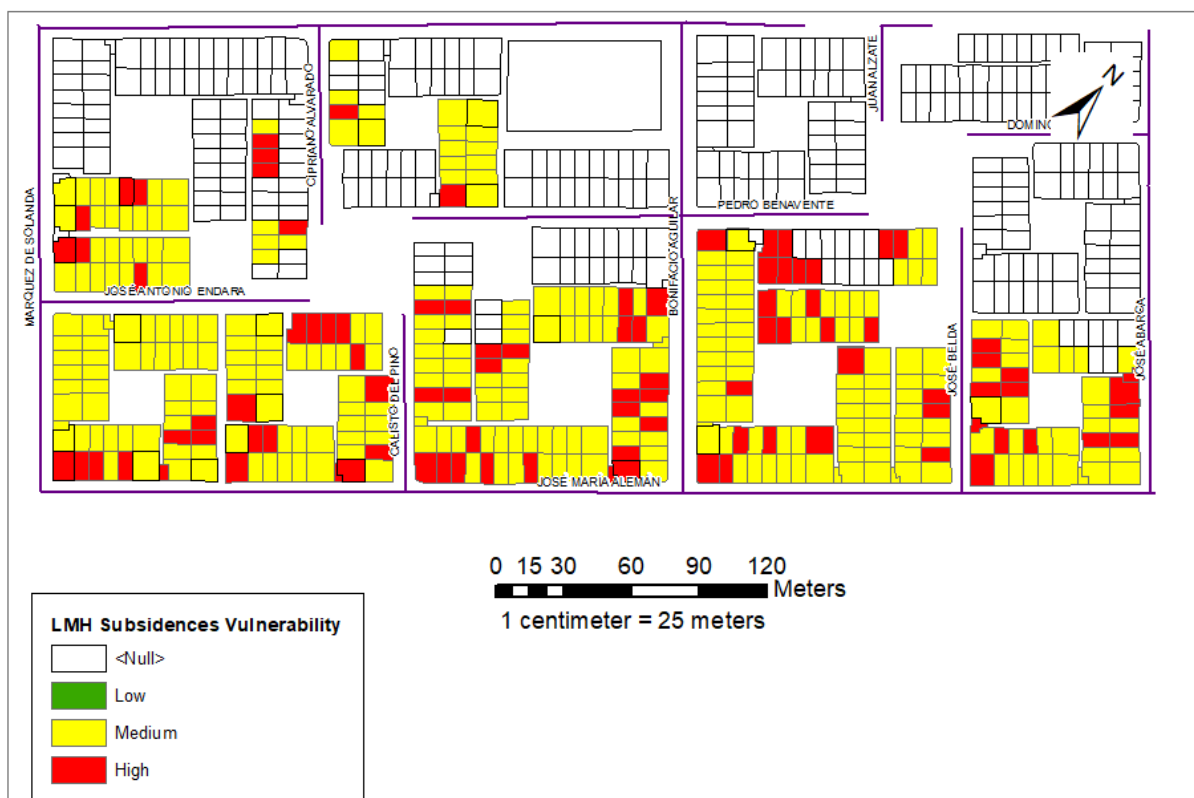 JUAN ALZATE
N
CIPRIANO ALVARADO
DOMINC
MARQUEZ DE SOLANDA
PEDRO BENAVENTE
BONIFACIO AGUILAR
JOSÉ ANTONIO ENDARA
JOSÉ BELDA
JOSÉ ABARCA
CALISTO DEL PINO
JOSÉ MARÍA ALEMÁN
0 15 30 60 90 120
Meters
1 centimeter = 25 meters
LMH Subsidences Vulnerability
<Null>
Low
Medium
High